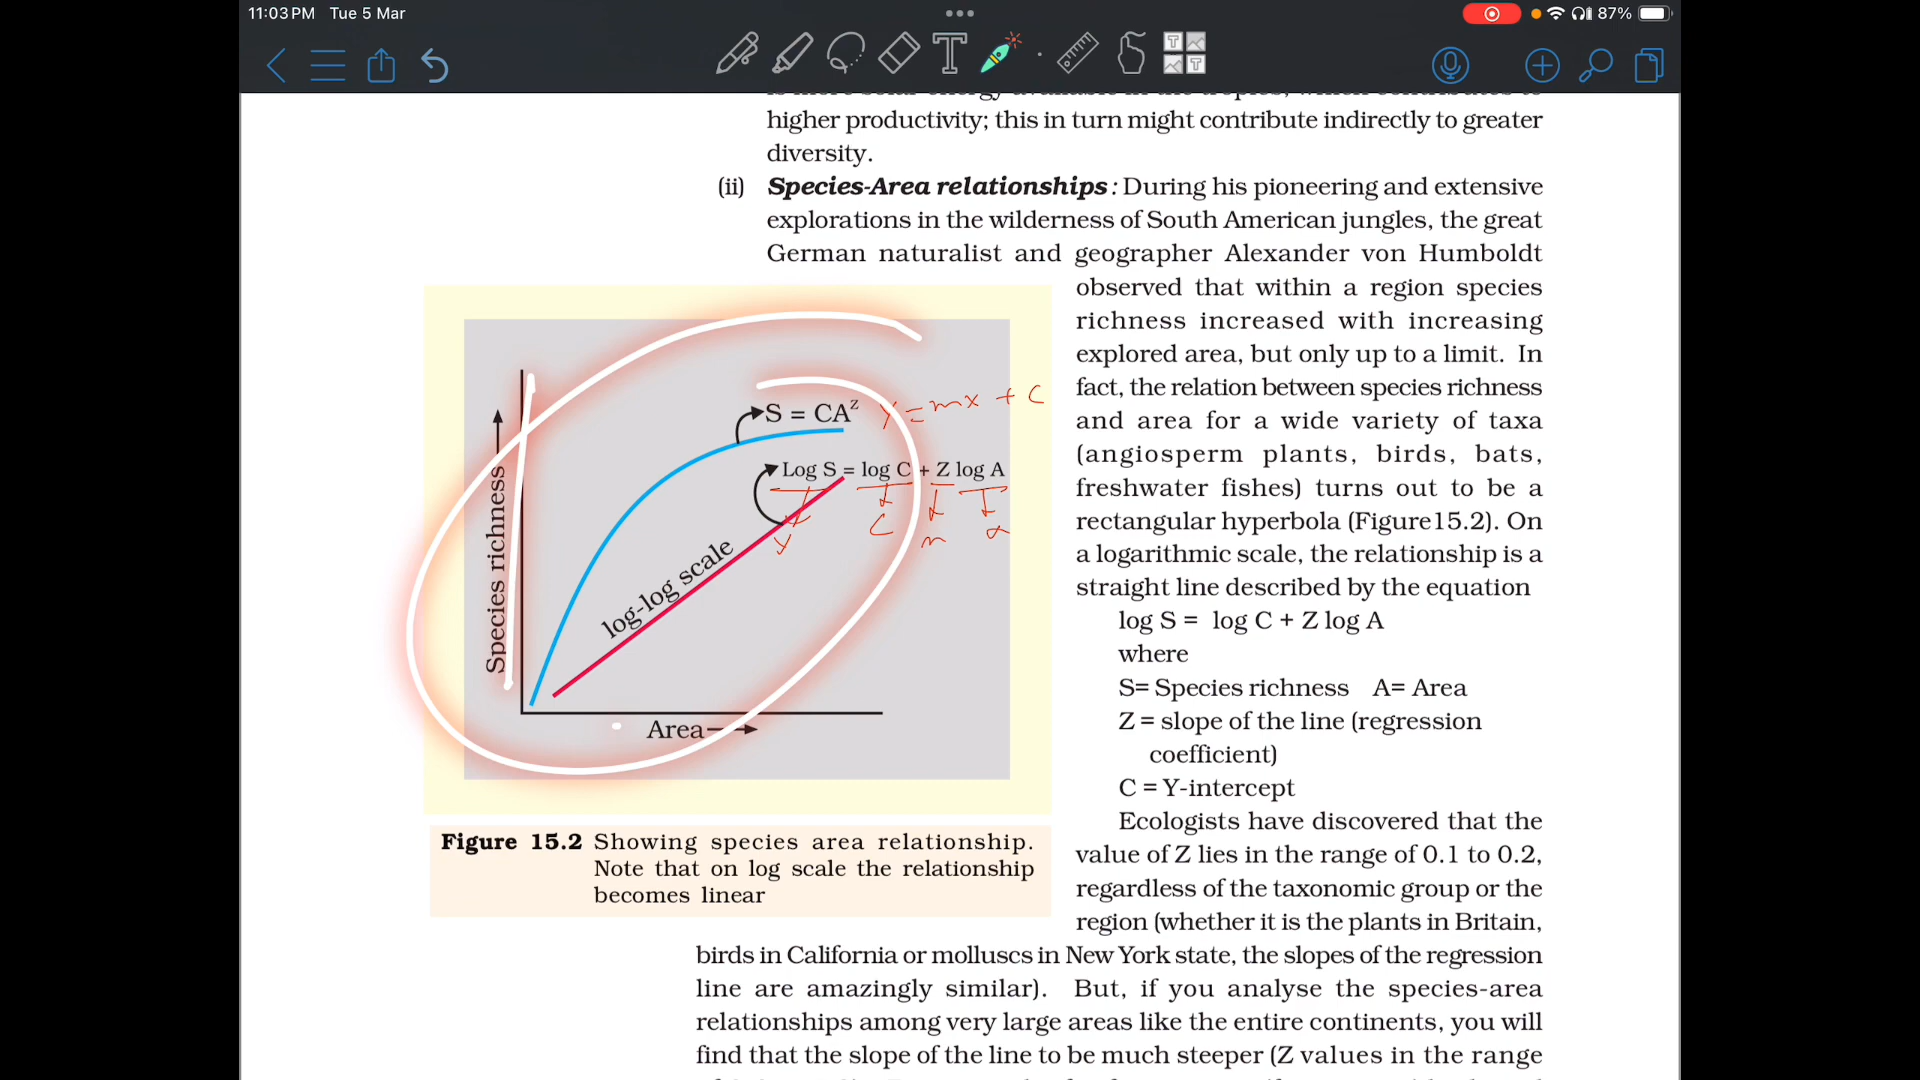 11:03 PM Tue 5 Mar
87%
higher productivity; this in turn might contribute indirectly to greater
diversity.
(ii) Species-Area relationships : During his pioneering and extensive
explorations in the wilderness of South American jungles, the great
German naturalist and geographer Alexander von Humboldt
observed that within a region species
richness increased with increasing
explored area, but only up to a limit. In
fact, the relation between species richness
and area for a wide variety of taxa
(angiosperm plants, birds, bats,
freshwater fishes) turns out to be a
rectangular hyperbola (Figure15.2). On
a logarithmic scale, the relationship is a
straight line described by the equation
log S = log C + Z log A
where
S= Species richness A= Area
Z = slope of the line (regression
coefficient)
C = Y-intercept
Ecologists have discovered that the
value of Z lies in the range of 0.1 to 0.2,
regardless of the taxonomic group or the
region (whether it is the plants in Britain,
birds in California or molluscs in New York state, the slopes of the regression
line are amazingly similar). But, if you analyse the species-area
relationships among very large areas like the entire continents, you will
find that the slope of the line to be much steeper (Z values in the range
Species richness
S = CA^z
Y = mx + C
Log S = log C + Z log A
y C m x
log-log scale
Area
Figure 15.2 Showing species area relationship.
Note that on log scale the relationship
becomes linear